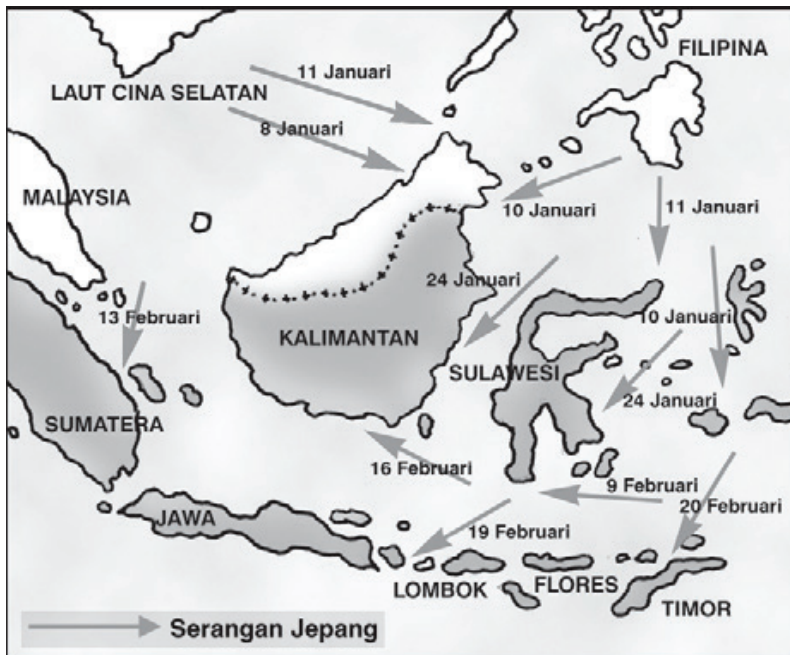 FILIPINA
11 Januari
LAUT CINA SELATAN
8 Januari
MALAYSIA
10 Januari
11 Januari
24 Januari
13 Februari
KALIMANTAN
10 Januari
SULAWESI
24 Januari
SUMATERA
16 Februari
9 Februari
20 Februari
JAWA
19 Februari
LOMBOK
FLORES
TIMOR
Serangan Jepang